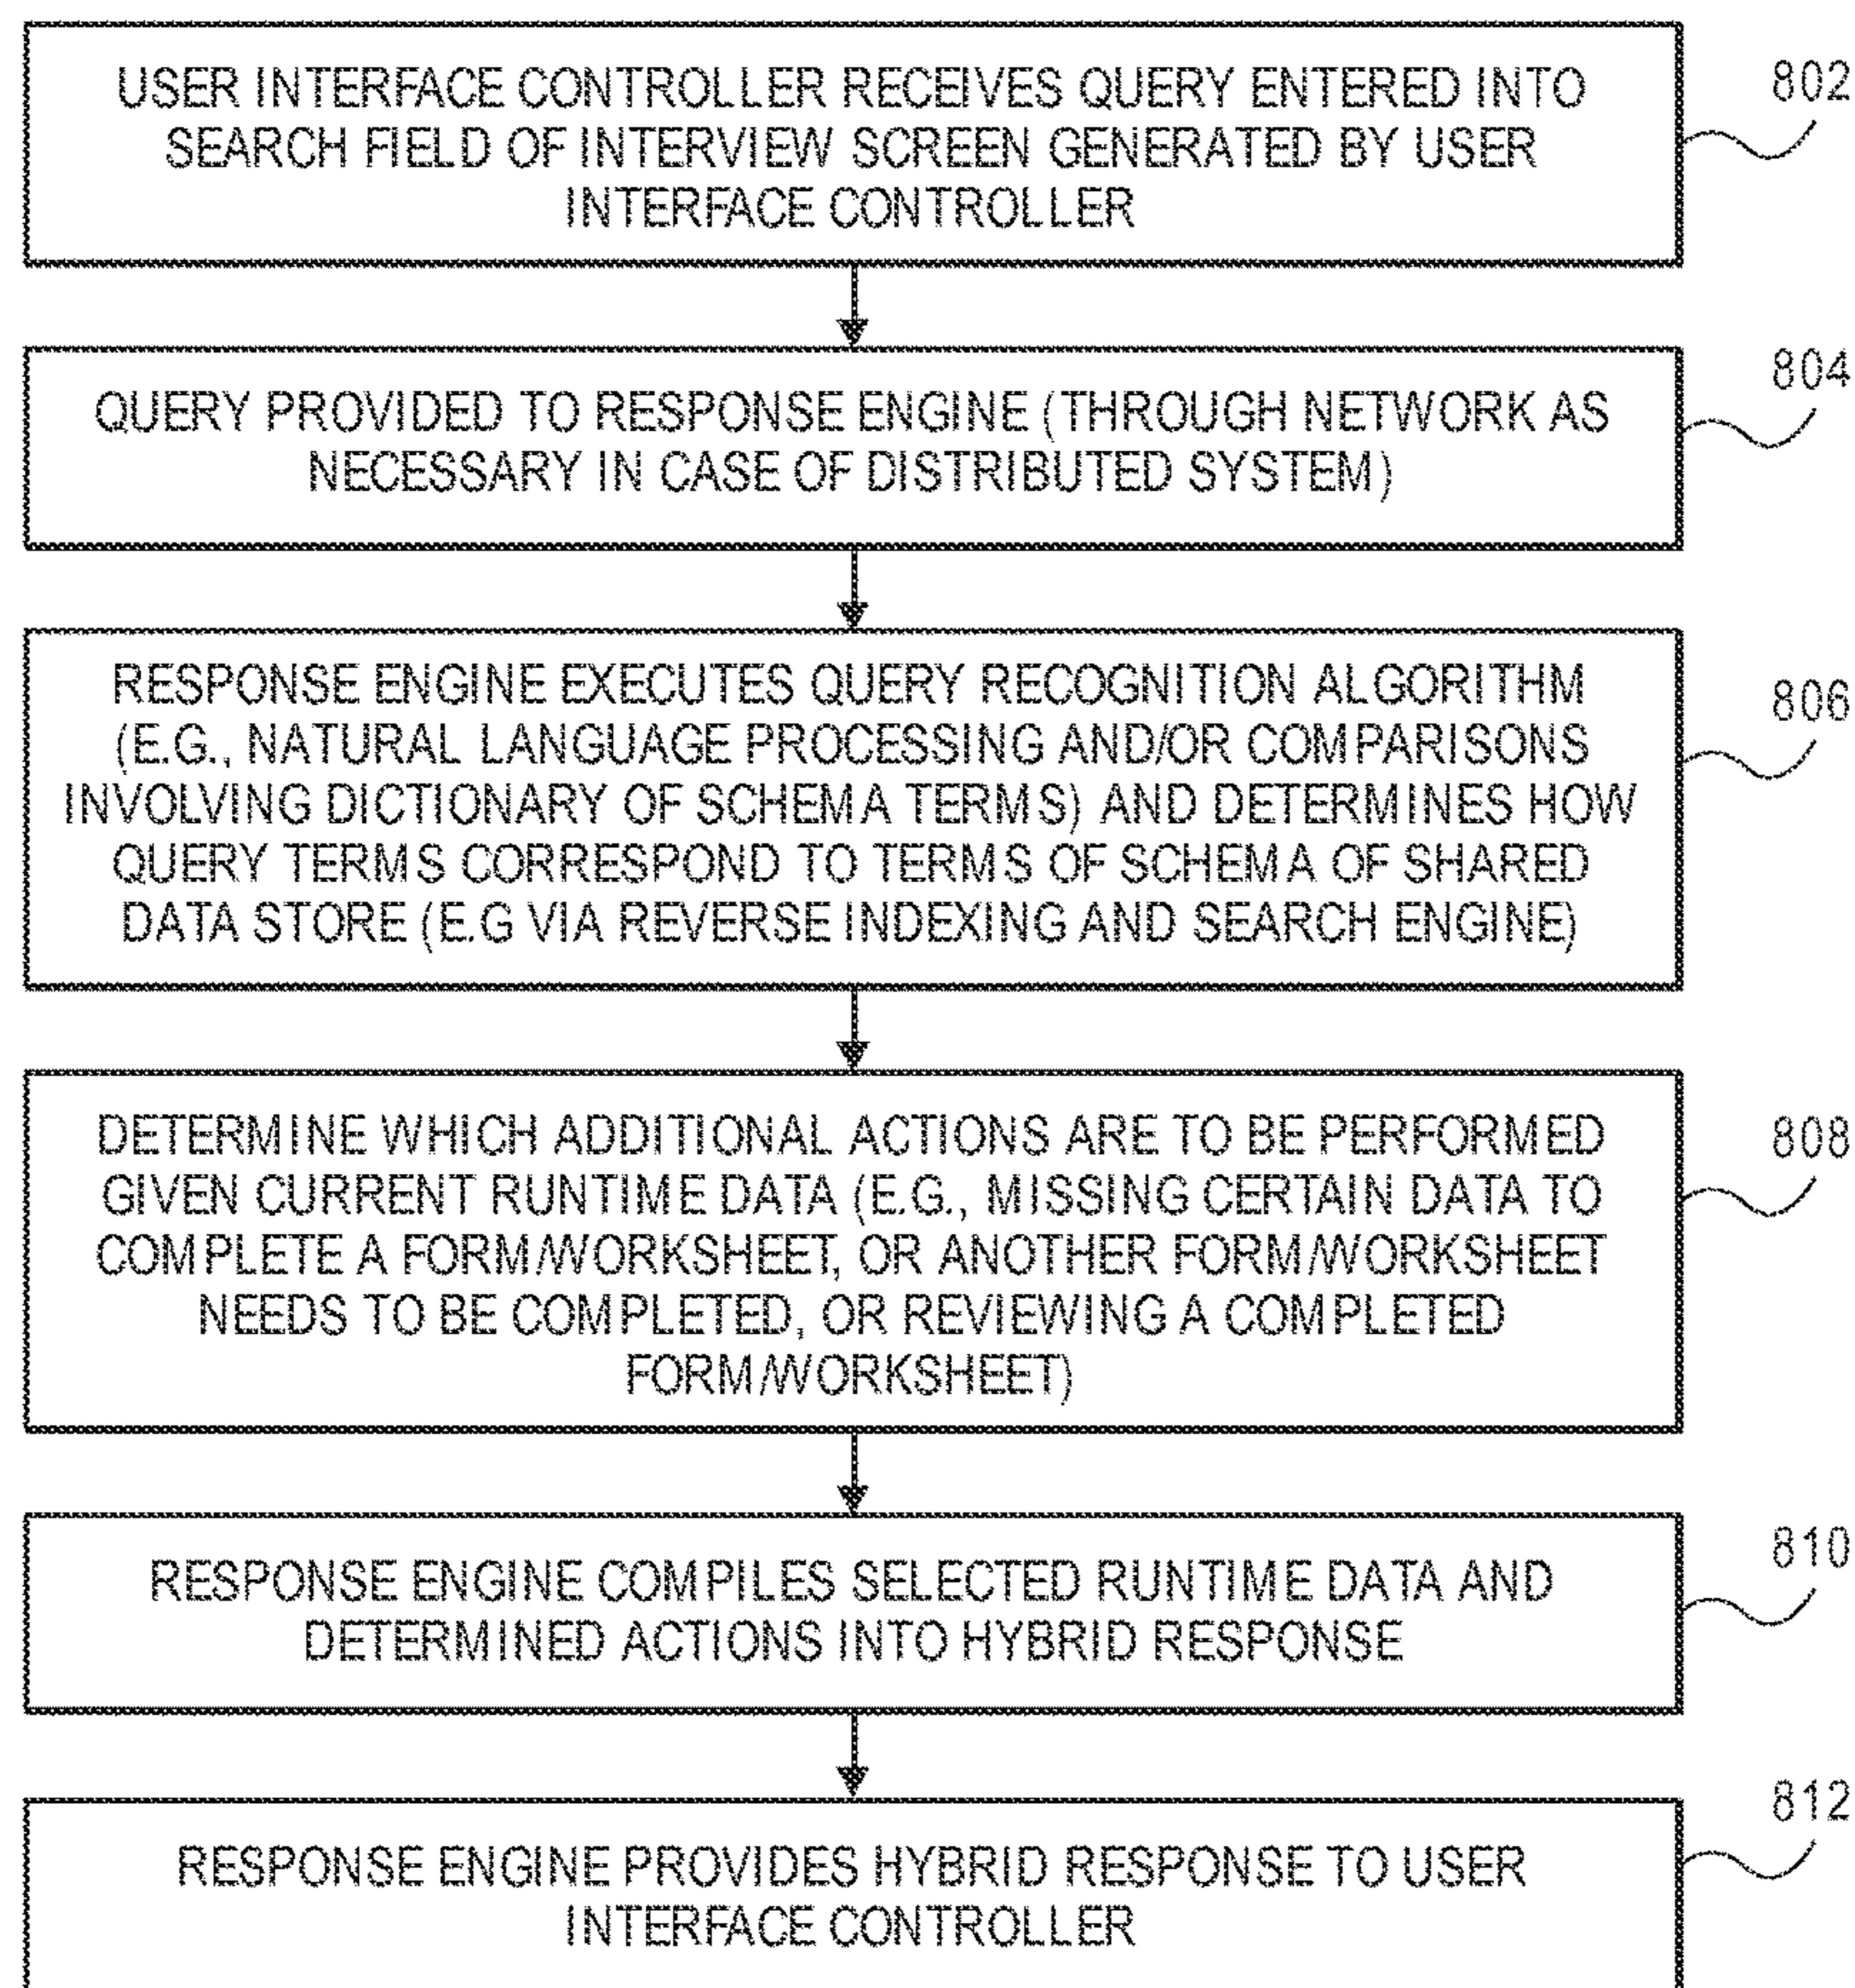 USER INTERFACE CONTROLLER RECEIVES QUERY ENTERED INTO
SEARCH FIELD OF INTERVIEW SCREEN GENERATED BY USER
INTERFACE CONTROLLER
802
QUERY PROVIDED TO RESPONSE ENGINE (THROUGH NETWORK AS
NECESSARY IN CASE OF DISTRIBUTED SYSTEM)
804
RESPONSE ENGINE EXECUTES QUERY RECOGNITION ALGORITHM
(E.G., NATURAL LANGUAGE PROCESSING AND/OR COMPARISONS
INVOLVING DICTIONARY OF SCHEMA TERMS) AND DETERMINES HOW
QUERY TERMS CORRESPOND TO TERMS OF SCHEMA OF SHARED
DATA STORE (E.G VIA REVERSE INDEXING AND SEARCH ENGINE)
806
DETERMINE WHICH ADDITIONAL ACTIONS ARE TO BE PERFORMED
GIVEN CURRENT RUNTIME DATA (E.G., MISSING CERTAIN DATA TO
COMPLETE A FORM/WORKSHEET, OR ANOTHER FORM/WORKSHEET
NEEDS TO BE COMPLETED, OR REVIEWING A COMPLETED
FORM/WORKSHEET)
808
RESPONSE ENGINE COMPILES SELECTED RUNTIME DATA AND
DETERMINED ACTIONS INTO HYBRID RESPONSE
810
RESPONSE ENGINE PROVIDES HYBRID RESPONSE TO USER
INTERFACE CONTROLLER
812